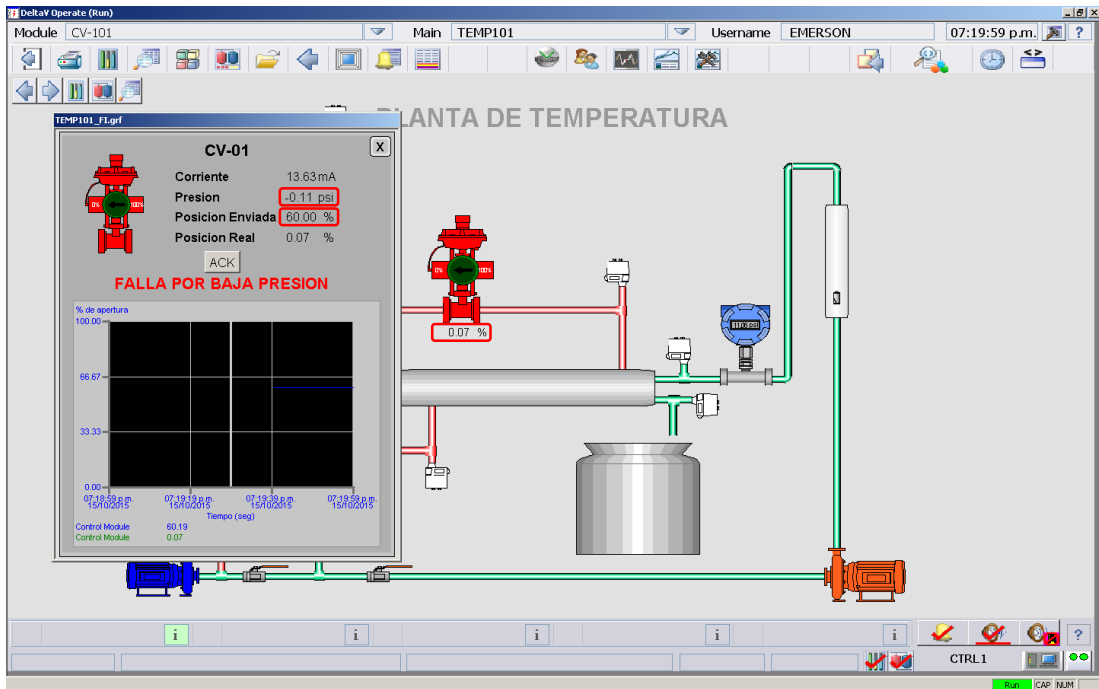 DeltaV Operate (Run)
Module CV-101 Main TEMP101 Username EMERSON 07:19:59 p.m. ?
PLANTA DE TEMPERATURA
TEMP101_FI.grf
CV-01 X
Corriente 13.63 mA
Presion -0.11 psi
Posicion Enviada 60.00 %
Posicion Real 0.07 %
0% 100%
ACK
FALLA POR BAJA PRESION
% de apertura
100.00
66.67
33.33
0.00
07:18:59 p.m. 07:19:19 p.m. 07:19:39 p.m. 07:19:59 p.m.
15/10/2015 15/10/2015 15/10/2015 15/10/2015
Tiempo (seg)
Control Module 60.19
Control Module 0.07
0% 100%
0.07 %
i i i i i ?
CTRL1
Run CAP NUM